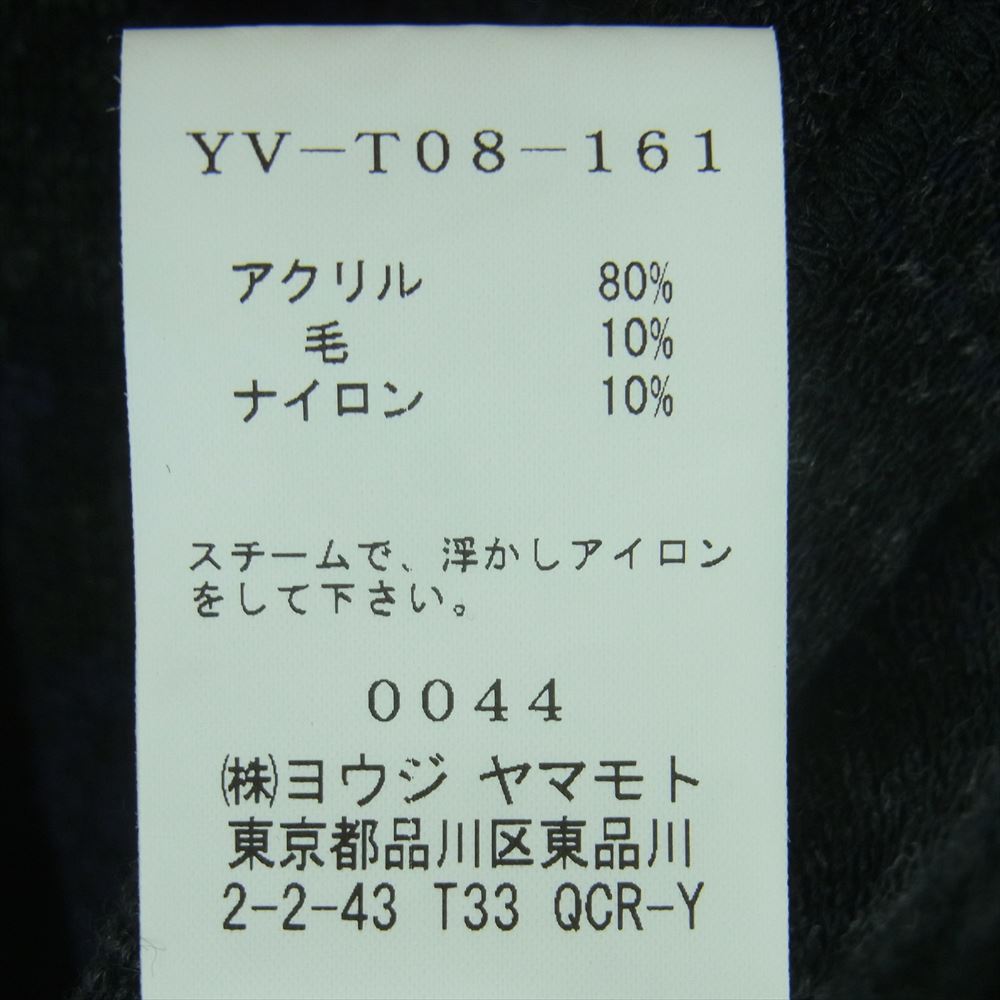 YV-T08-161
アクリル 80%
毛 10%
ナイロン 10%
スチームで、浮かしアイロン
をして下さい。
0044
㈱ヨウジ ヤマモト
東京都品川区東品川
2-2-43 T33 QCR-Y